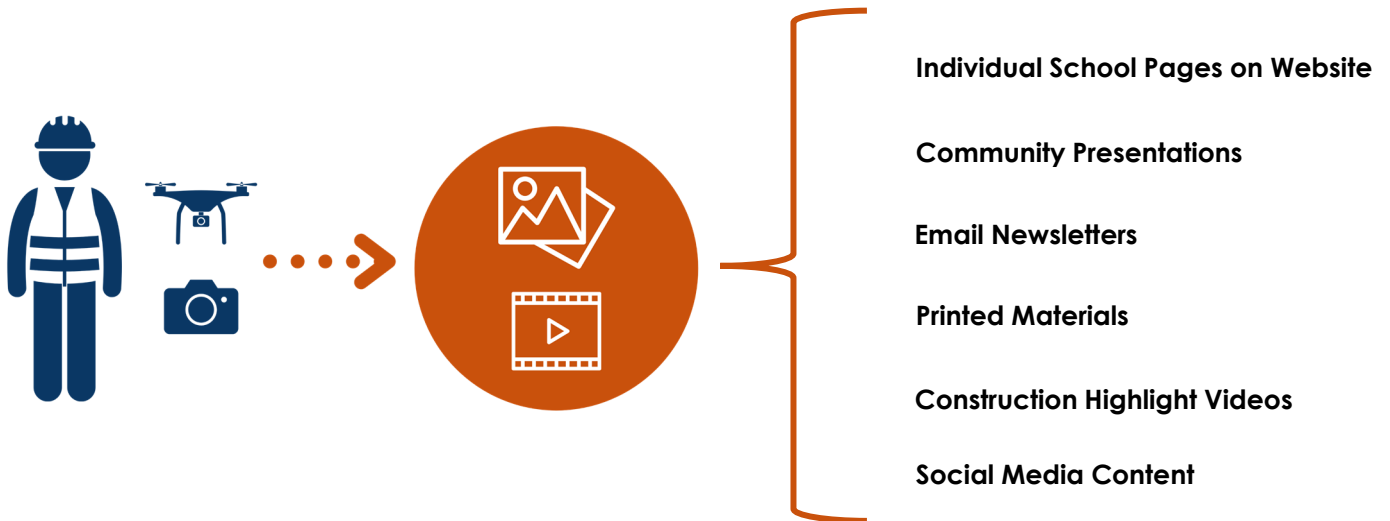 Individual School Pages on Website
Community Presentations
Email Newsletters
Printed Materials
Construction Highlight Videos
Social Media Content